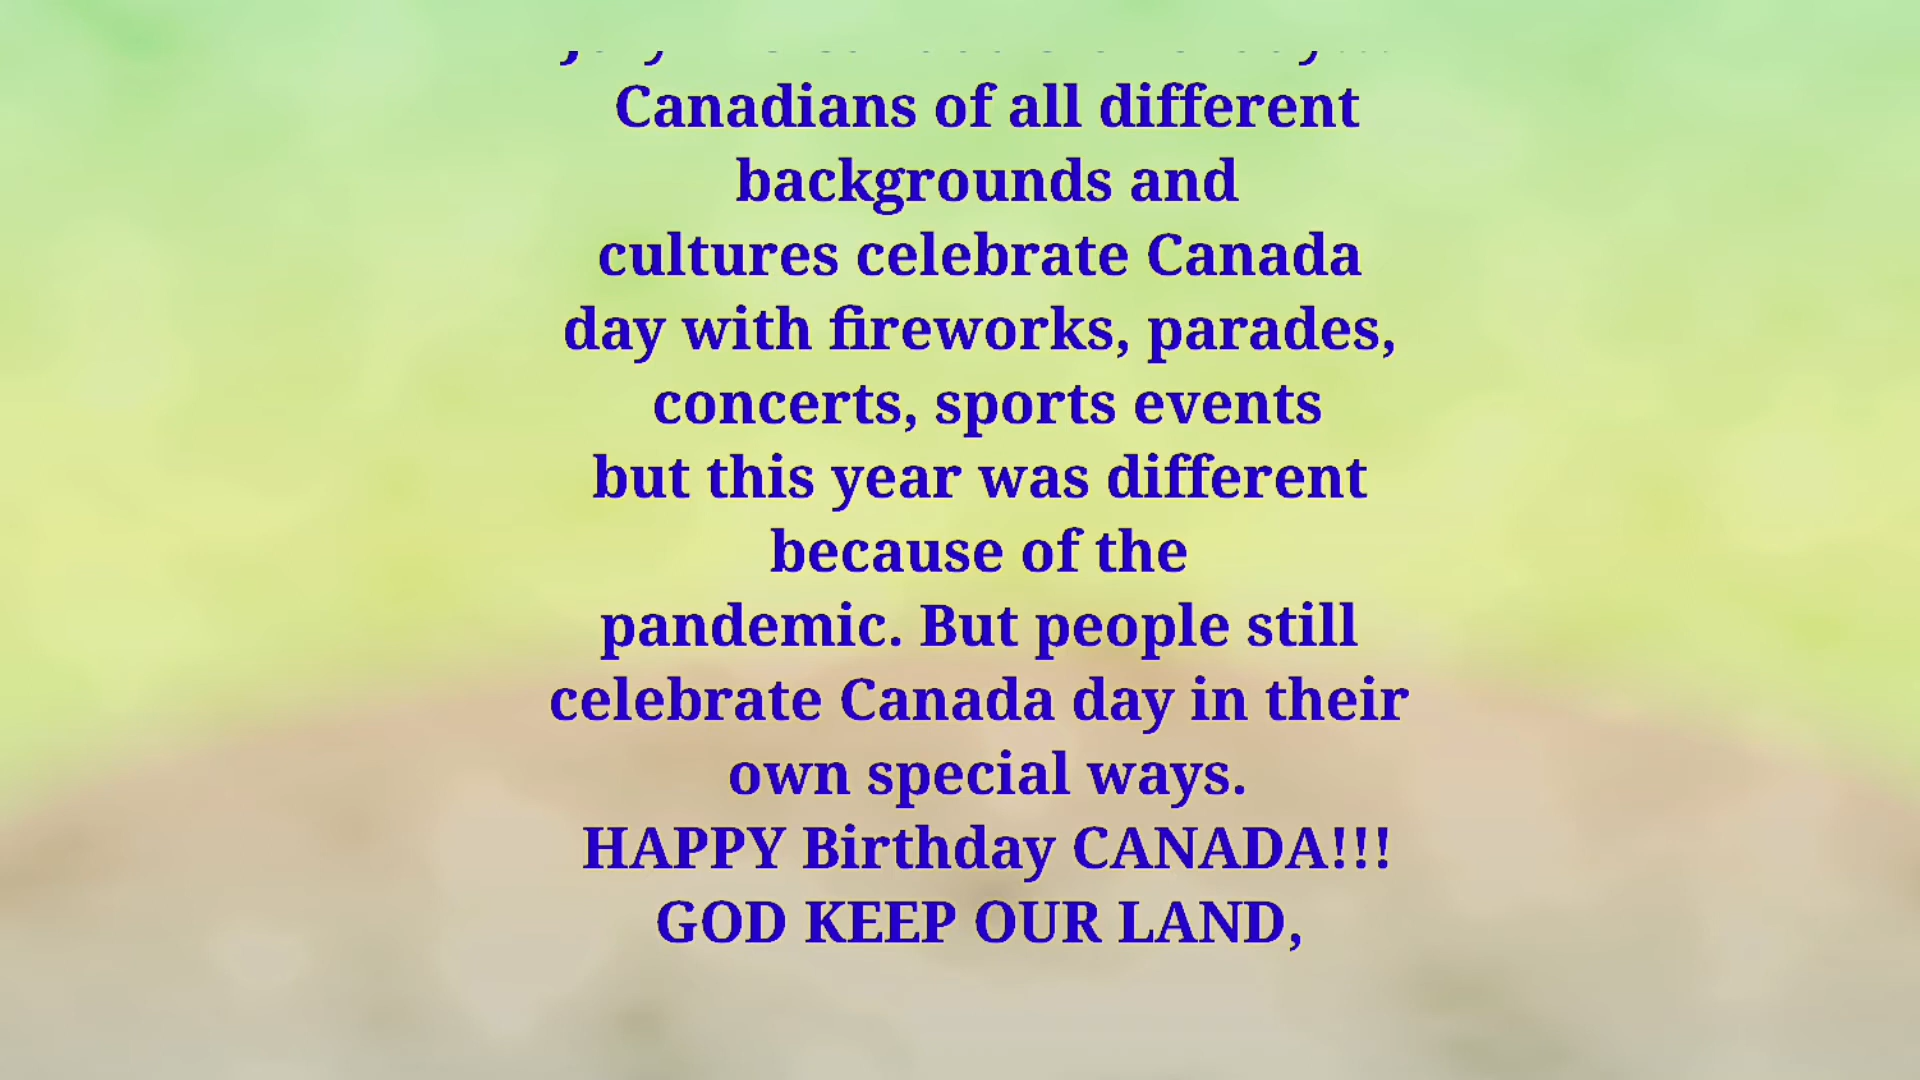 Canadians of all different
backgrounds and
cultures celebrate Canada
day with fireworks, parades,
concerts, sports events
but this year was different
because of the
pandemic. But people still
celebrate Canada day in their
own special ways.
HAPPY Birthday CANADA!!!
GOD KEEP OUR LAND,